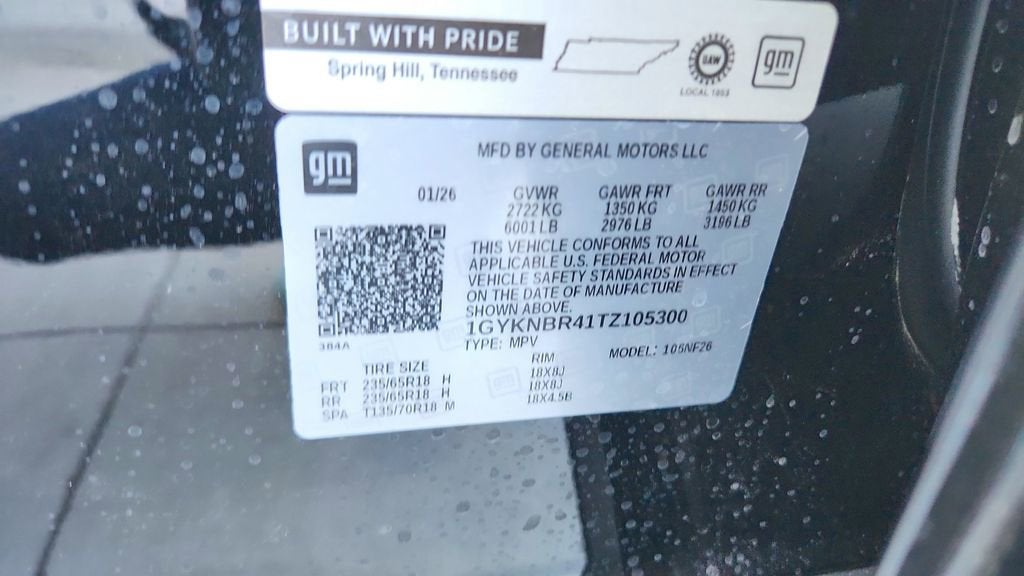 BUILT WITH PRIDE
Spring Hill, Tennessee
UAW
LOCAL 1853
gm
gm
MFD BY GENERAL MOTORS LLC
01/26 GVWR GAWR FRT GAWR RR
2722 KG 1350 KG 1450 KG
6001 LB 2976 LB 3196 LB
THIS VEHICLE CONFORMS TO ALL
APPLICABLE U.S. FEDERAL MOTOR
VEHICLE SAFETY STANDARDS IN EFFECT
ON THE DATE OF MANUFACTURE
SHOWN ABOVE.
1GYKNBR41TZ105300
384A
TYPE: MPV MODEL: 105NF26
TIRE SIZE RIM
FRT 235/65R18 H 18X8J
RR 235/65R18 H 18X8J
SPA T135/70R18 M 18X4.5B